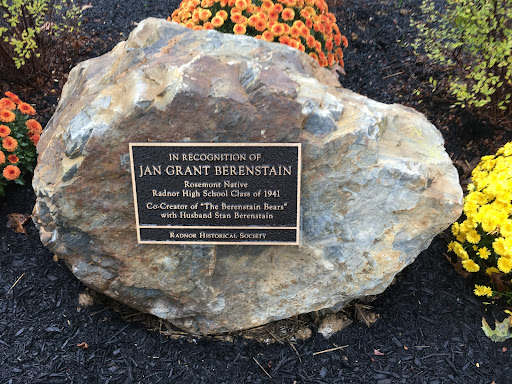 IN RECOGNITION OF
JAN GRANT BERENSTAIN
Rosemont Native
Radnor High School Class of 1941
Co-Creator of "The Berenstain Bears"
with Husband Stan Berenstain
RADNOR HISTORICAL SOCIETY